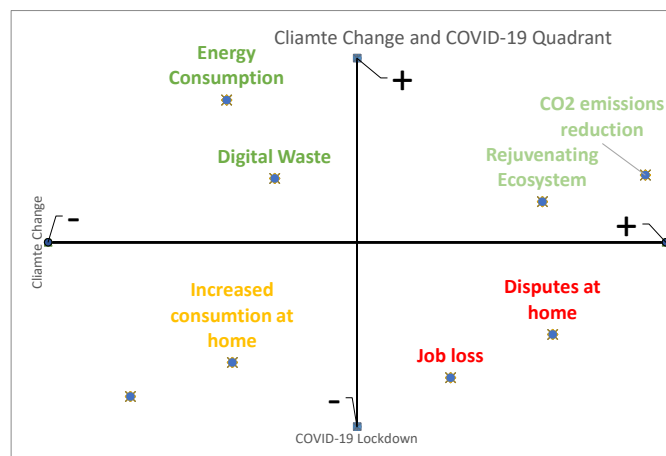 Cliamte Change and COVID-19 Quadrant
Energy
Consumption
+
CO2 emissions
reduction
Digital Waste
Rejuvenating
Ecosystem
-
+
Cliamte Change
Increased
consumtion at
home
Disputes at
home
Job loss
-
COVID-19 Lockdown